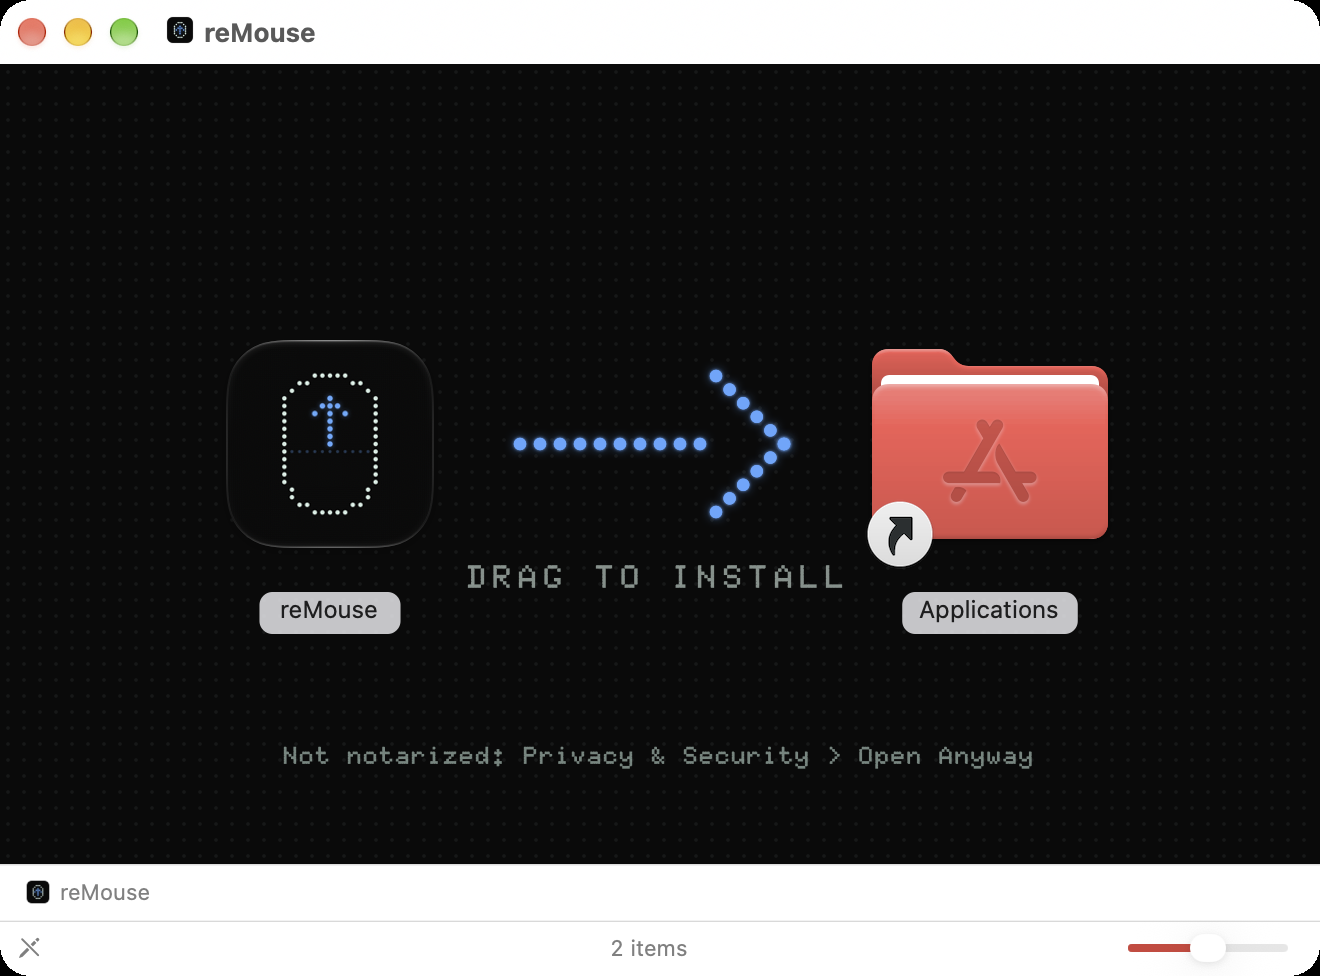 reMouse
DRAG TO INSTALL
reMouse
Applications
Not notarized: Privacy & Security > Open Anyway
reMouse
2 items